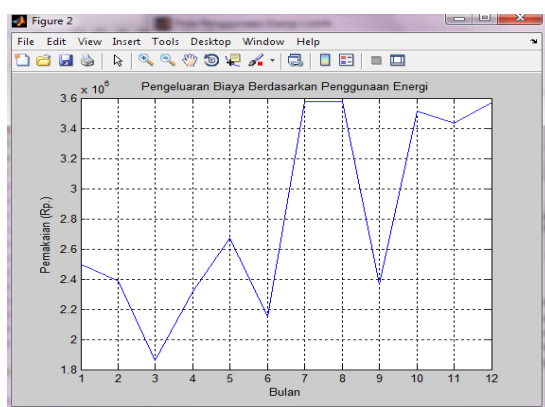 Figure 2
File Edit View Insert Tools Desktop Window Help
Pengeluaran Biaya Berdasarkan Penggunaan Energi
x 10^6
3.6
3.4
3.2
3
2.8
2.6
2.4
2.2
2
1.8
Pemakaian (Rp.)
1 2 3 4 5 6 7 8 9 10 11 12
Bulan